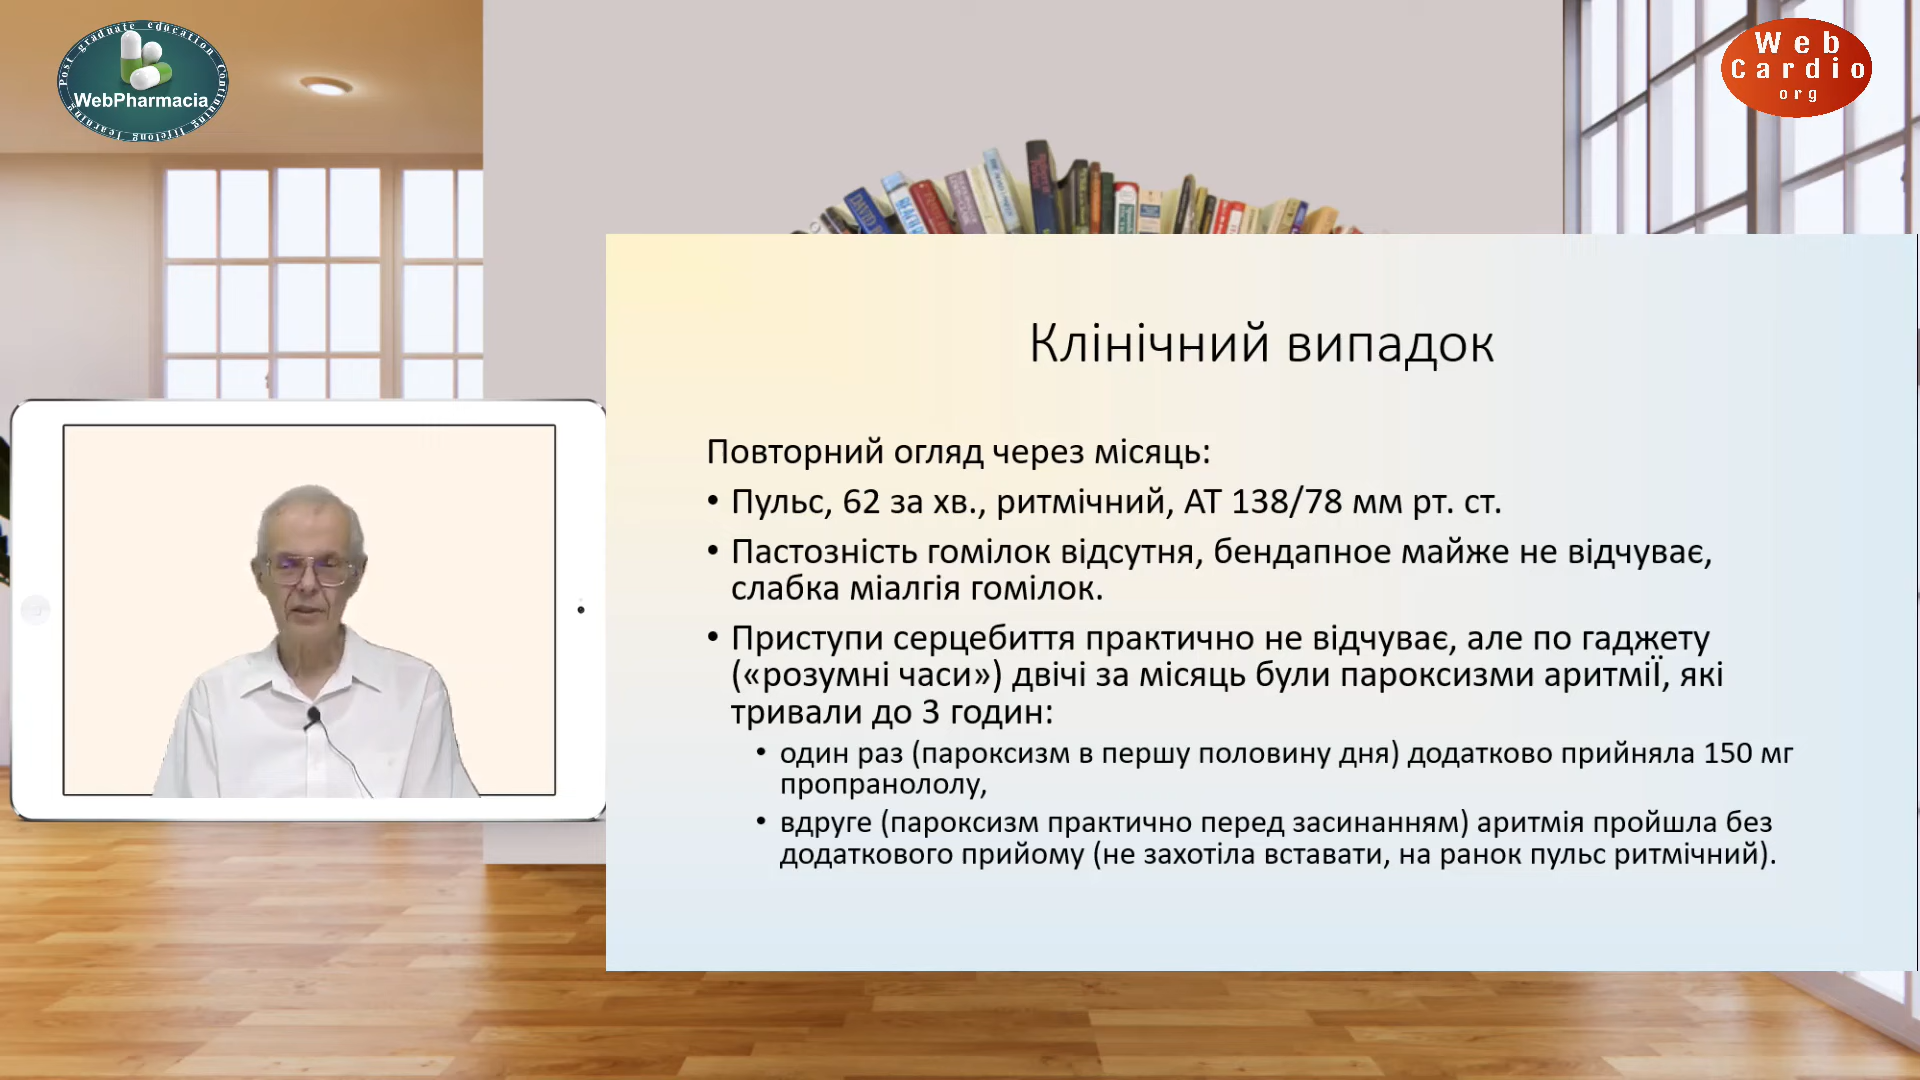 Post graduate education Continuing lifelong learning
WebPharmacia
Web
Cardio
org
Клінічний випадок
Повторний огляд через місяць:
• Пульс, 62 за хв., ритмічний, АТ 138/78 мм рт. ст.
• Пастозність гомілок відсутня, бендапное майже не відчуває,
слабка міалгія гомілок.
• Приступи серцебиття практично не відчуває, але по гаджету
(«розумні часи») двічі за місяць були пароксизми аритміЇ, які
тривали до 3 годин:
• один раз (пароксизм в першу половину дня) додатково прийняла 150 мг
пропранололу,
• вдруге (пароксизм практично перед засинанням) аритмія пройшла без
додаткового прийому (не захотіла вставати, на ранок пульс ритмічний).